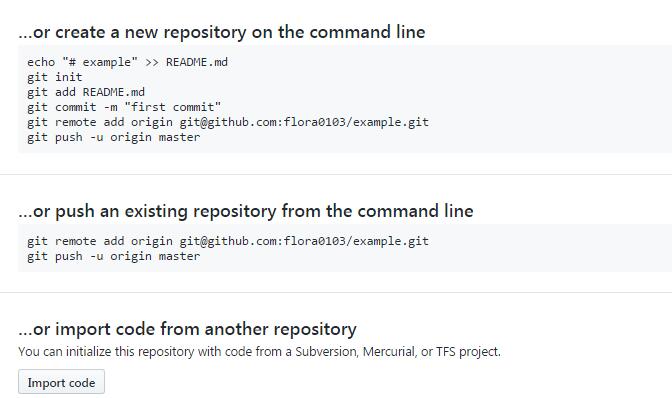 ...or create a new repository on the command line
echo "# example" >> README.md
git init
git add README.md
git commit -m "first commit"
git remote add origin git@github.com:flora0103/example.git
git push -u origin master
...or push an existing repository from the command line
git remote add origin git@github.com:flora0103/example.git
git push -u origin master
...or import code from another repository
You can initialize this repository with code from a Subversion, Mercurial, or TFS project.
Import code